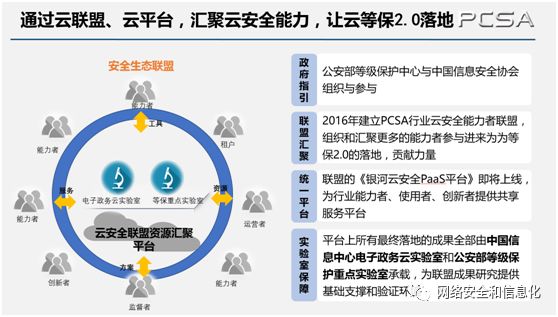 通过云联盟、云平台，汇聚云安全能力，让云等保2.0落地
PCSA
安全生态联盟
能力者
工具
能力者
租户
电子政务云实验室
等保重点实验室
服务
资源
能力者
运营者
云安全联盟资源汇聚
平台
方案
创新者
能力者
监督者
政府指引
公安部等级保护中心与中国信息安全协会
组织与参与
联盟汇聚
2016年建立PCSA行业云安全能力者联盟，
组织和汇聚更多的能力者参与进来为为等
保2.0的落地，贡献力量
统一平台
联盟的《银河云安全PaaS平台》即将上线，
为行业能力者、使用者、创新者提供共享
服务平台
实验室保障
平台上所有最终落地的成果全部由中国信
息中心电子政务云实验室和公安部等级保
护重点实验室承载，为联盟成果研究提供
基础支撑和验证环
网络安全和信息化